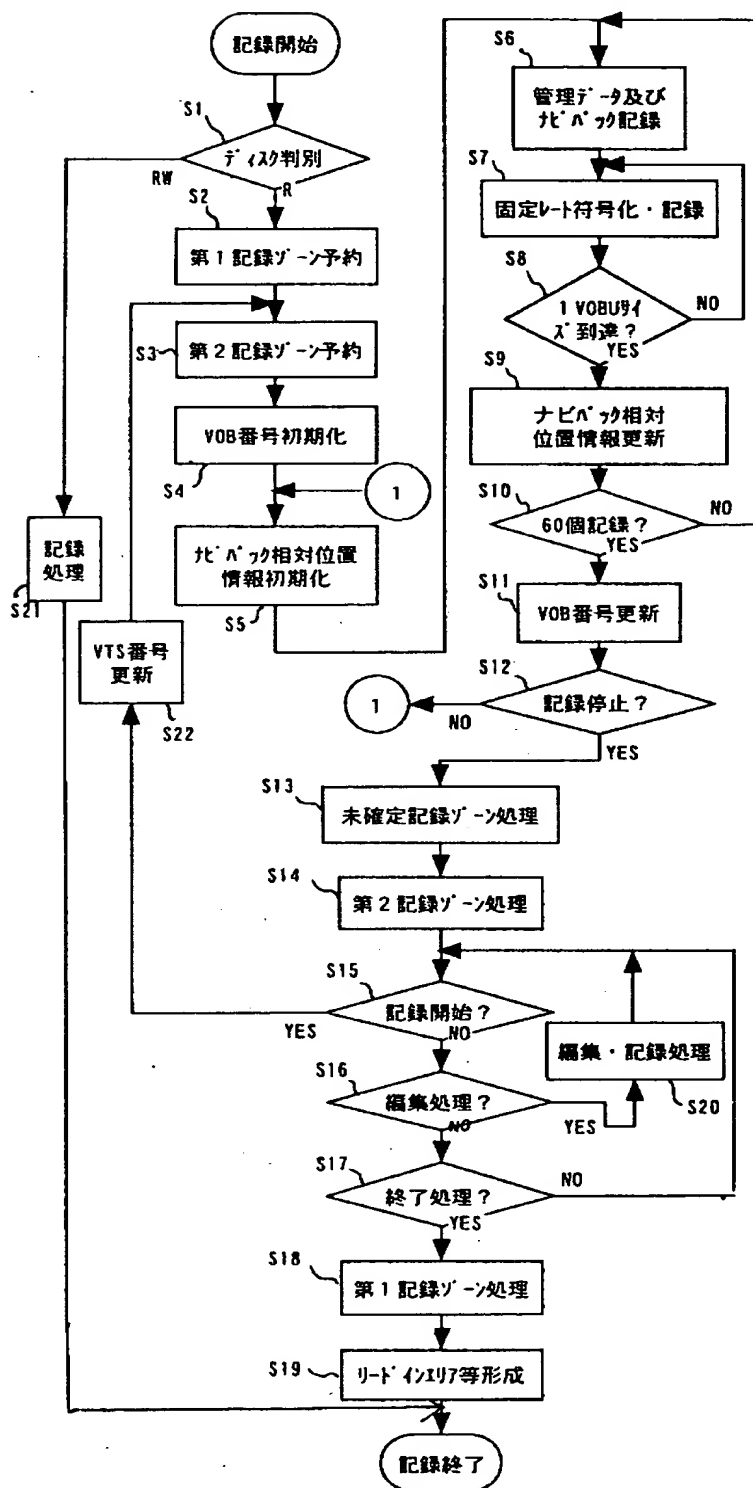 記録開始
S1
ディスク判別
RW
R
S2
第1記録ゾーン予約
S3
第2記録ゾーン予約
VOB番号初期化
S4
1
ナビパック相対位置
情報初期化
S5
記録
処理
S21
VTS番号
更新
S22
S6
管理データ及び
ナビパック記録
S7
固定レート符号化・記録
S8
1 VOBUサイ
ズ到達?
NO
YES
S9
ナビパック相対
位置情報更新
S10
60個記録?
NO
YES
S11
VOB番号更新
S12
記録停止?
1
NO
YES
S13
未確定記録ゾーン処理
S14
第2記録ゾーン処理
S15
記録開始?
YES
NO
S16
編集処理?
YES
NO
編集・記録処理
S20
S17
終了処理?
NO
YES
S18
第1記録ゾーン処理
S19
リードインエリア等形成
記録終了